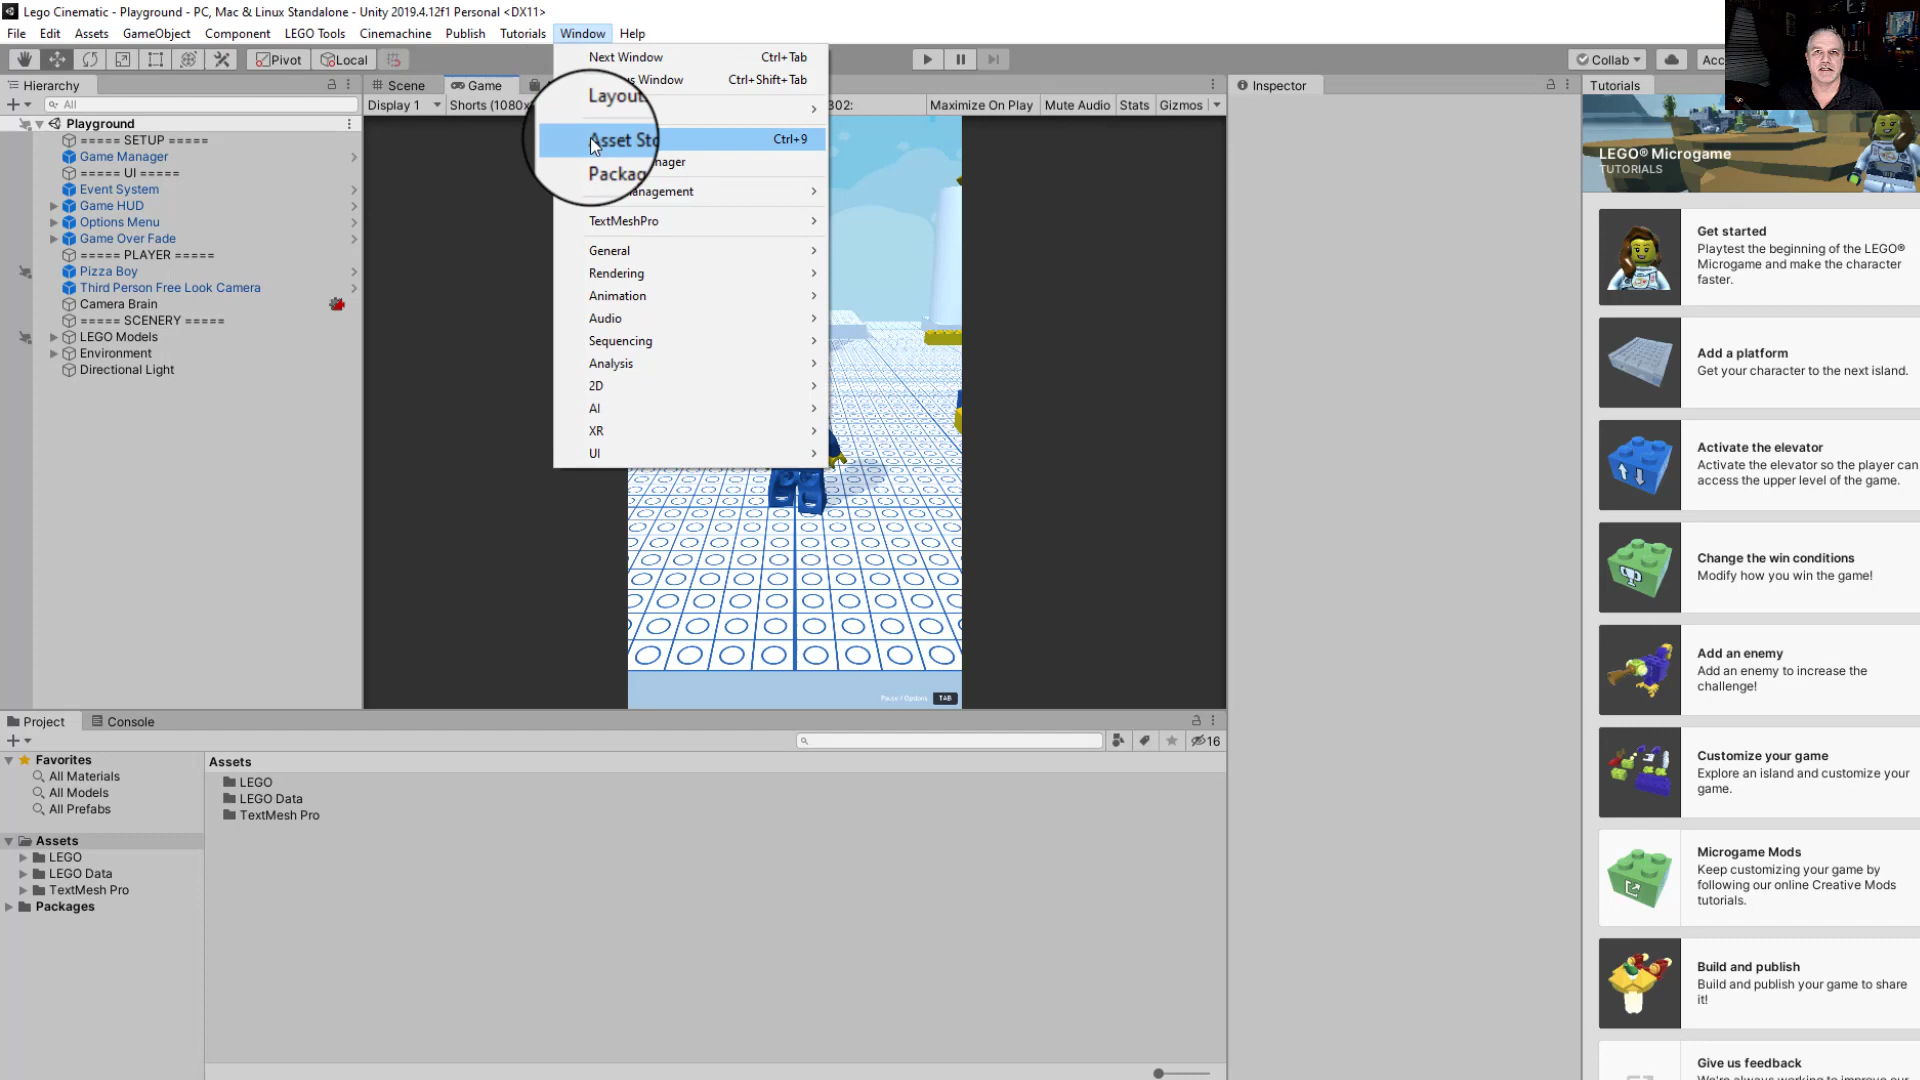 Lego Cinematic - Playground - PC, Mac & Linux Standalone - Unity 2019.4.12f1 Personal <DX11>
File Edit Assets GameObject Component LEGO Tools Cinemachine Publish Tutorials Window Help
Pivot Local Collab
Hierarchy
All
Playground
===== SETUP =====
Game Manager
===== UI =====
Event System
Game HUD
Options Menu
Game Over Fade
===== PLAYER =====
Pizza Boy
Third Person Free Look Camera
Camera Brain
===== SCENERY =====
LEGO Models
Environment
Directional Light
Scene Game
Display 1 Shorts (1080x
Maximize On Play Mute Audio Stats Gizmos
Next Window Ctrl+Tab
Window Ctrl+Shift+Tab
Asset Sto Ctrl+9
TextMeshPro
General
Rendering
Animation
Audio
Sequencing
Analysis
2D
AI
XR
UI
Pause / Options TAB
Inspector
Tutorials
LEGO® Microgame
TUTORIALS
Get started
Playtest the beginning of the LEGO®
Microgame and make the character
faster.
Add a platform
Get your character to the next island.
Activate the elevator
Activate the elevator so the player can
access the upper level of the game.
Change the win conditions
Modify how you win the game!
Add an enemy
Add an enemy to increase the
challenge!
Customize your game
Explore an island and customize your
game.
Microgame Mods
Keep customizing your game by
following our online Creative Mods
tutorials.
Build and publish
Build and publish your game to share
it!
Give us feedback
Project Console
16
Favorites
All Materials
All Models
All Prefabs
Assets
LEGO
LEGO Data
TextMesh Pro
Packages
Assets
LEGO
LEGO Data
TextMesh Pro